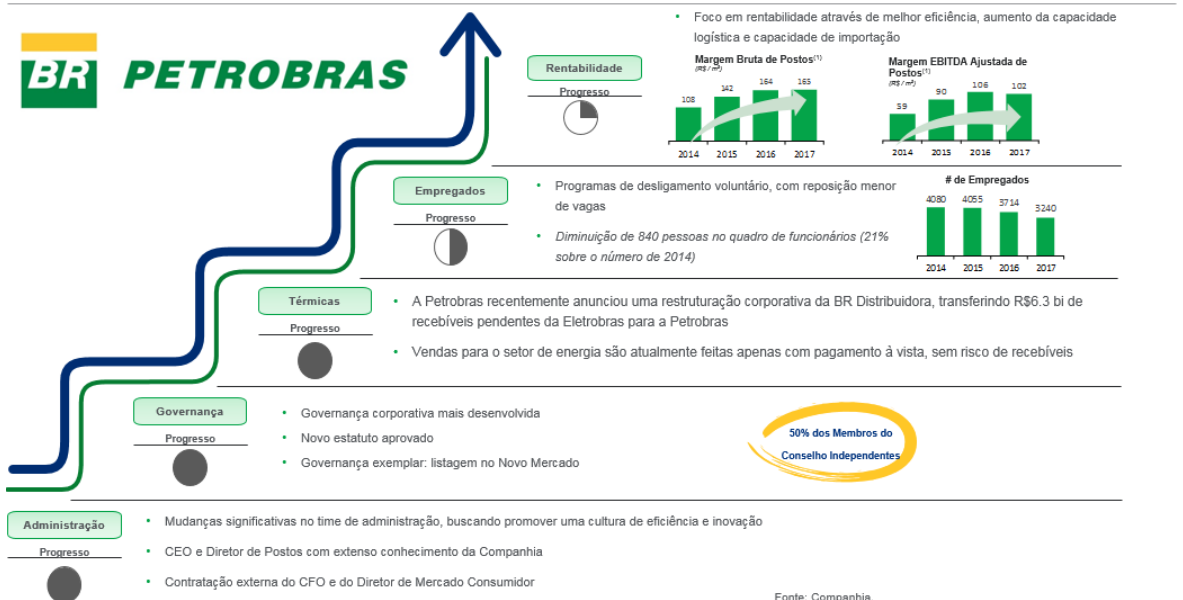 BR PETROBRAS
• Foco em rentabilidade através de melhor eficiência, aumento da capacidade
logística e capacidade de importação
Rentabilidade
Progresso
Margem Bruta de Postos(1)
(R$ / m³)
108
142
164
165
2014 2015 2016 2017
Margem EBITDA Ajustada de
Postos(1)
(R$ / m³)
59
90
106
102
2014 2015 2016 2017
Empregados
Progresso
• Programas de desligamento voluntário, com reposição menor
de vagas
• Diminuição de 840 pessoas no quadro de funcionários (21%
sobre o número de 2014)
# de Empregados
4080
4055
3714
3240
2014 2015 2016 2017
Térmicas
Progresso
• A Petrobras recentemente anunciou uma restruturação corporativa da BR Distribuidora, transferindo R$6.3 bi de
recebíveis pendentes da Eletrobras para a Petrobras
• Vendas para o setor de energia são atualmente feitas apenas com pagamento à vista, sem risco de recebíveis
Governança
Progresso
• Governança corporativa mais desenvolvida
• Novo estatuto aprovado
• Governança exemplar: listagem no Novo Mercado
50% dos Membros do
Conselho Independentes
Administração
Progresso
• Mudanças significativas no time de administração, buscando promover uma cultura de eficiência e inovação
• CEO e Diretor de Postos com extenso conhecimento da Companhia
• Contratação externa do CFO e do Diretor de Mercado Consumidor
Fonte: Companhia.